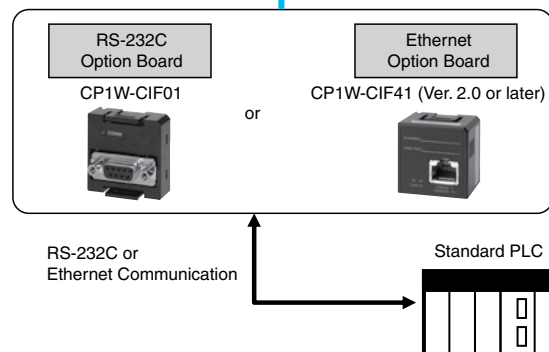 RS-232C
Option Board
CP1W-CIF01
or
Ethernet
Option Board
CP1W-CIF41 (Ver. 2.0 or later)
COMM
RS-232C or
Ethernet Communication
Standard PLC